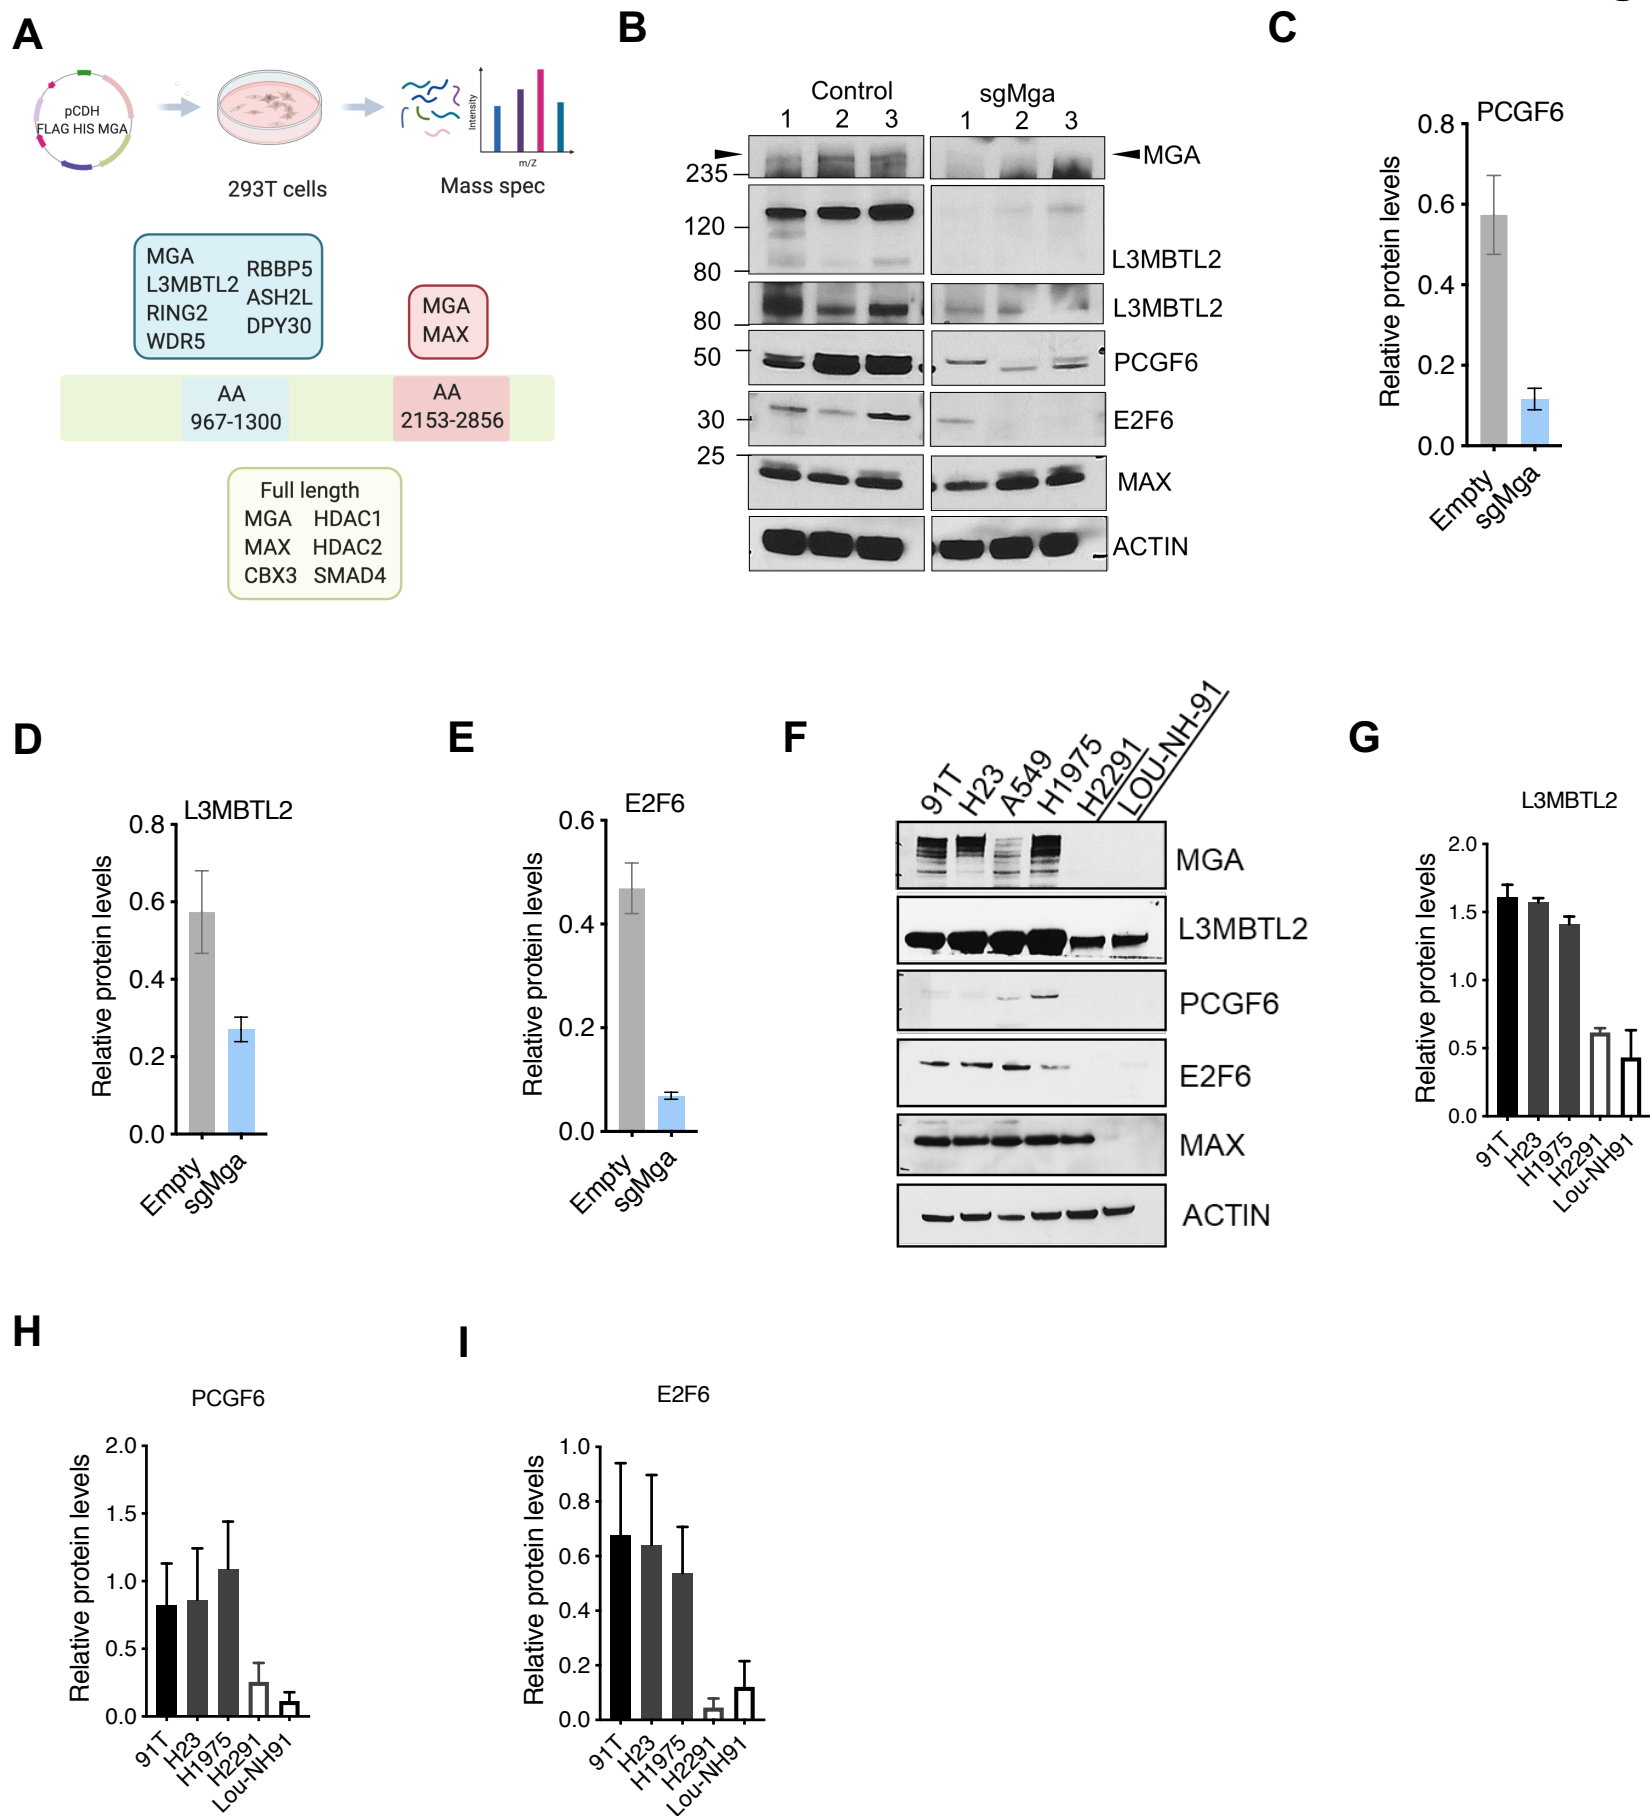 A
pCDH
FLAG HIS MGA
293T cells
Intensity
m/Z
Mass spec
MGA
L3MBTL2
RING2
WDR5
RBBP5
ASH2L
DPY30
MGA
MAX
AA
967-1300
AA
2153-2856
Full length
MGA HDAC1
MAX HDAC2
CBX3 SMAD4
B
Control
sgMga
1 2 3
1 2 3
235
MGA
120
80
L3MBTL2
80
L3MBTL2
50
PCGF6
30
E2F6
25
MAX
ACTIN
C
PCGF6
Relative protein levels
0.8
0.6
0.4
0.2
0.0
Empty
sgMga
D
L3MBTL2
Relative protein levels
0.8
0.6
0.4
0.2
0.0
Empty
sgMga
E
E2F6
Relative protein levels
0.6
0.4
0.2
0.0
Empty
sgMga
F
91T
H23
A549
H1975
H2291
LOU-NH-91
MGA
L3MBTL2
PCGF6
E2F6
MAX
ACTIN
G
L3MBTL2
Relative protein levels
2.0
1.5
1.0
0.5
0.0
91T
H23
H1975
H2291
Lou-NH91
H
PCGF6
Relative protein levels
2.0
1.5
1.0
0.5
0.0
91T
H23
H1975
H2291
Lou-NH91
I
E2F6
Relative protein levels
1.0
0.8
0.6
0.4
0.2
0.0
91T
H23
H1975
H2291
Lou-NH91